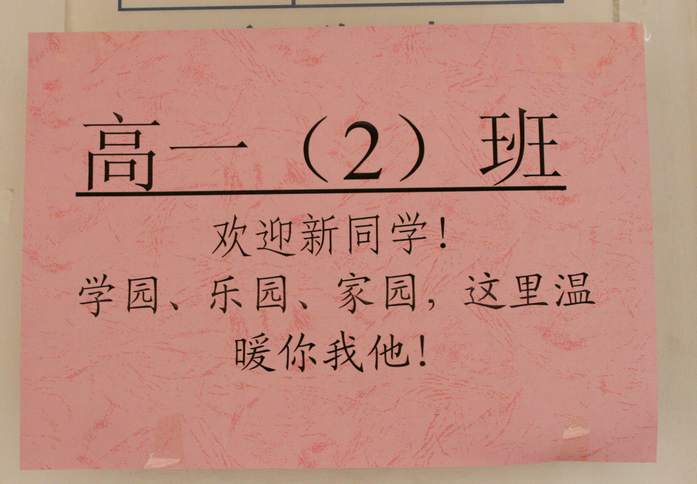 高一（2）班
欢迎新同学！
学园、乐园、家园，这里温
暖你我他！